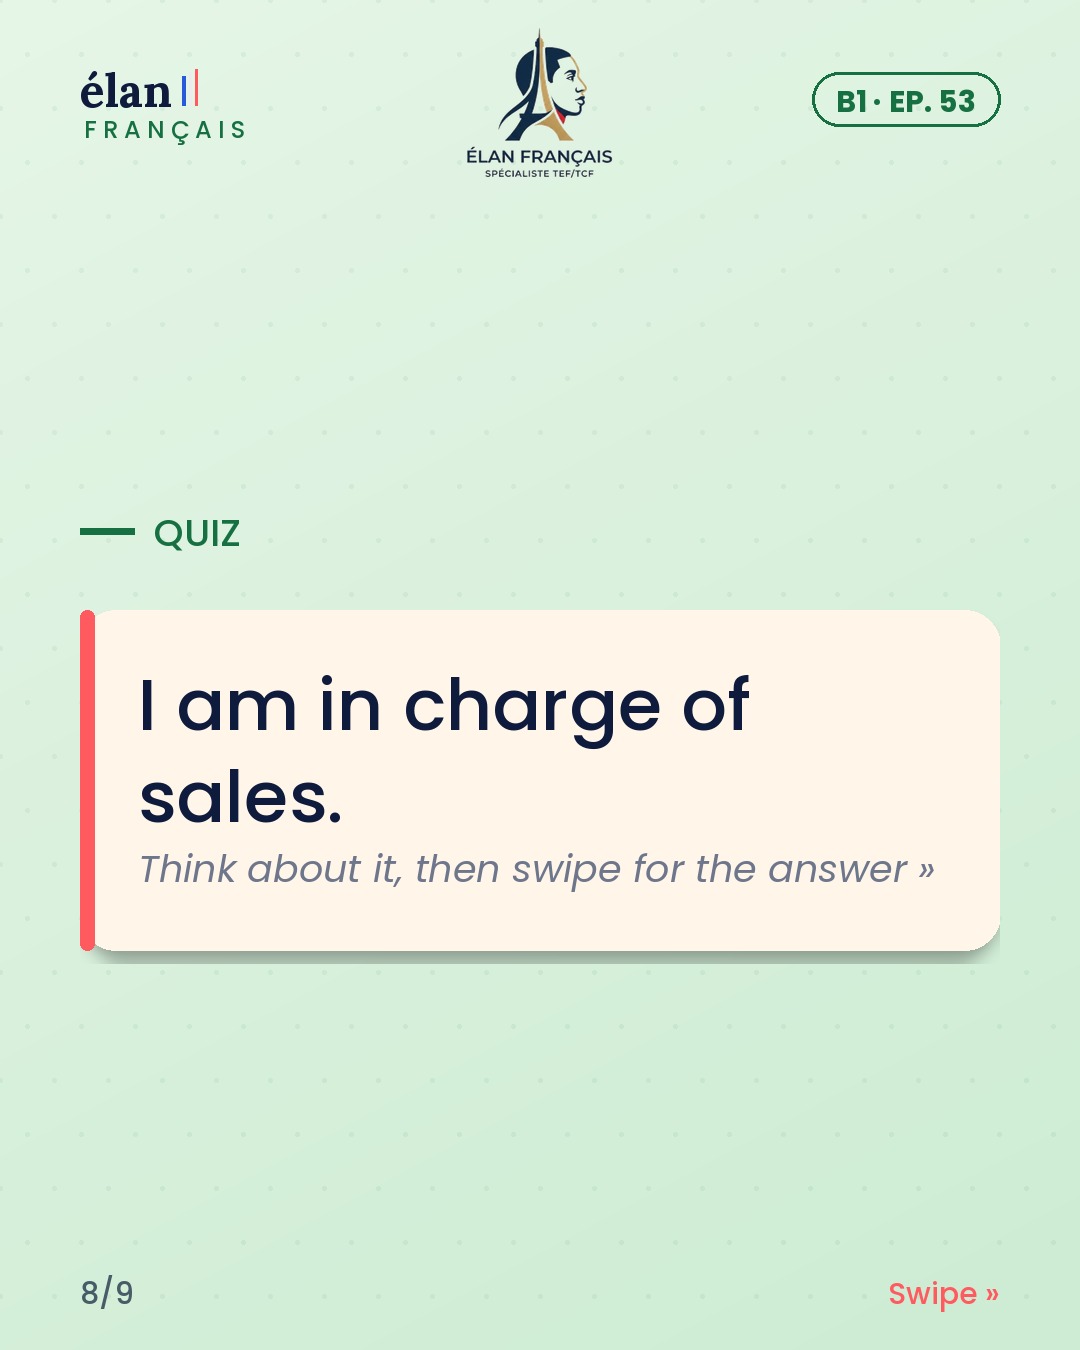 élan
FRANÇAIS
ÉLAN FRANÇAIS
SPÉCIALISTE TEF/TCF
B1 · EP. 53
QUIZ
I am in charge of
sales.
Think about it, then swipe for the answer »
8/9
Swipe »